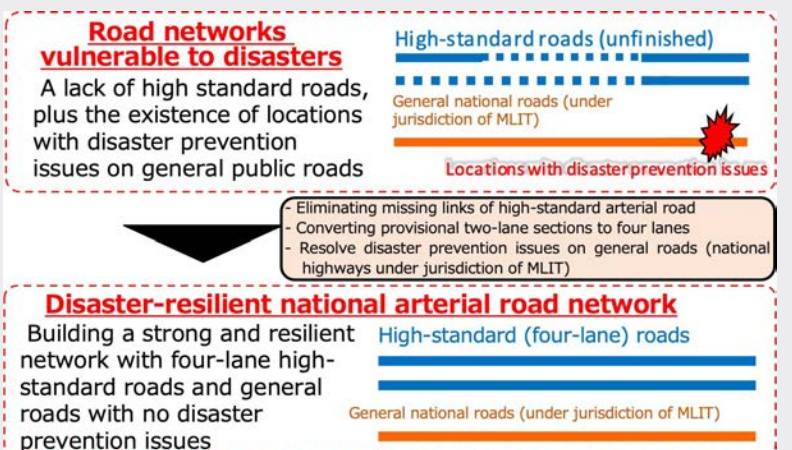 Road networks
vulnerable to disasters
A lack of high standard roads,
plus the existence of locations
with disaster prevention
issues on general public roads
High-standard roads (unfinished)
General national roads (under
jurisdiction of MLIT)
Locations with disaster prevention issues
- Eliminating missing links of high-standard arterial road
- Converting provisional two-lane sections to four lanes
- Resolve disaster prevention issues on general roads (national
highways under jurisdiction of MLIT)
Disaster-resilient national arterial road network
Building a strong and resilient
network with four-lane high-
standard roads and general
roads with no disaster
prevention issues
High-standard (four-lane) roads
General national roads (under jurisdiction of MLIT)